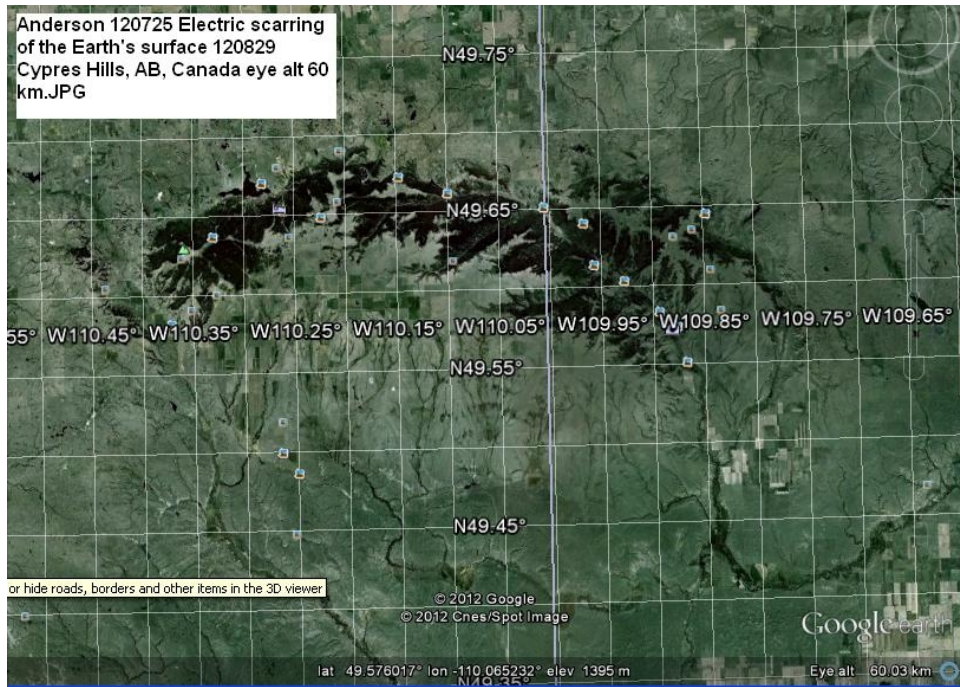 Anderson 120725 Electric scarring
of the Earth's surface 120829
Cypres Hills, AB, Canada eye alt 60
km.JPG
N49.75°
N49.65°
55° W110.45° W110.35° W110.25° W110.15° W110.05° W109.95° W109.85° W109.75° W109.65°
N49.55°
N49.45°
or hide roads, borders and other items in the 3D viewer
© 2012 Google
© 2012 Cnes/Spot Image
Google earth
lat 49.576017° lon -110.065232° elev 1395 m
Eye alt 60.03 km
N49.35°